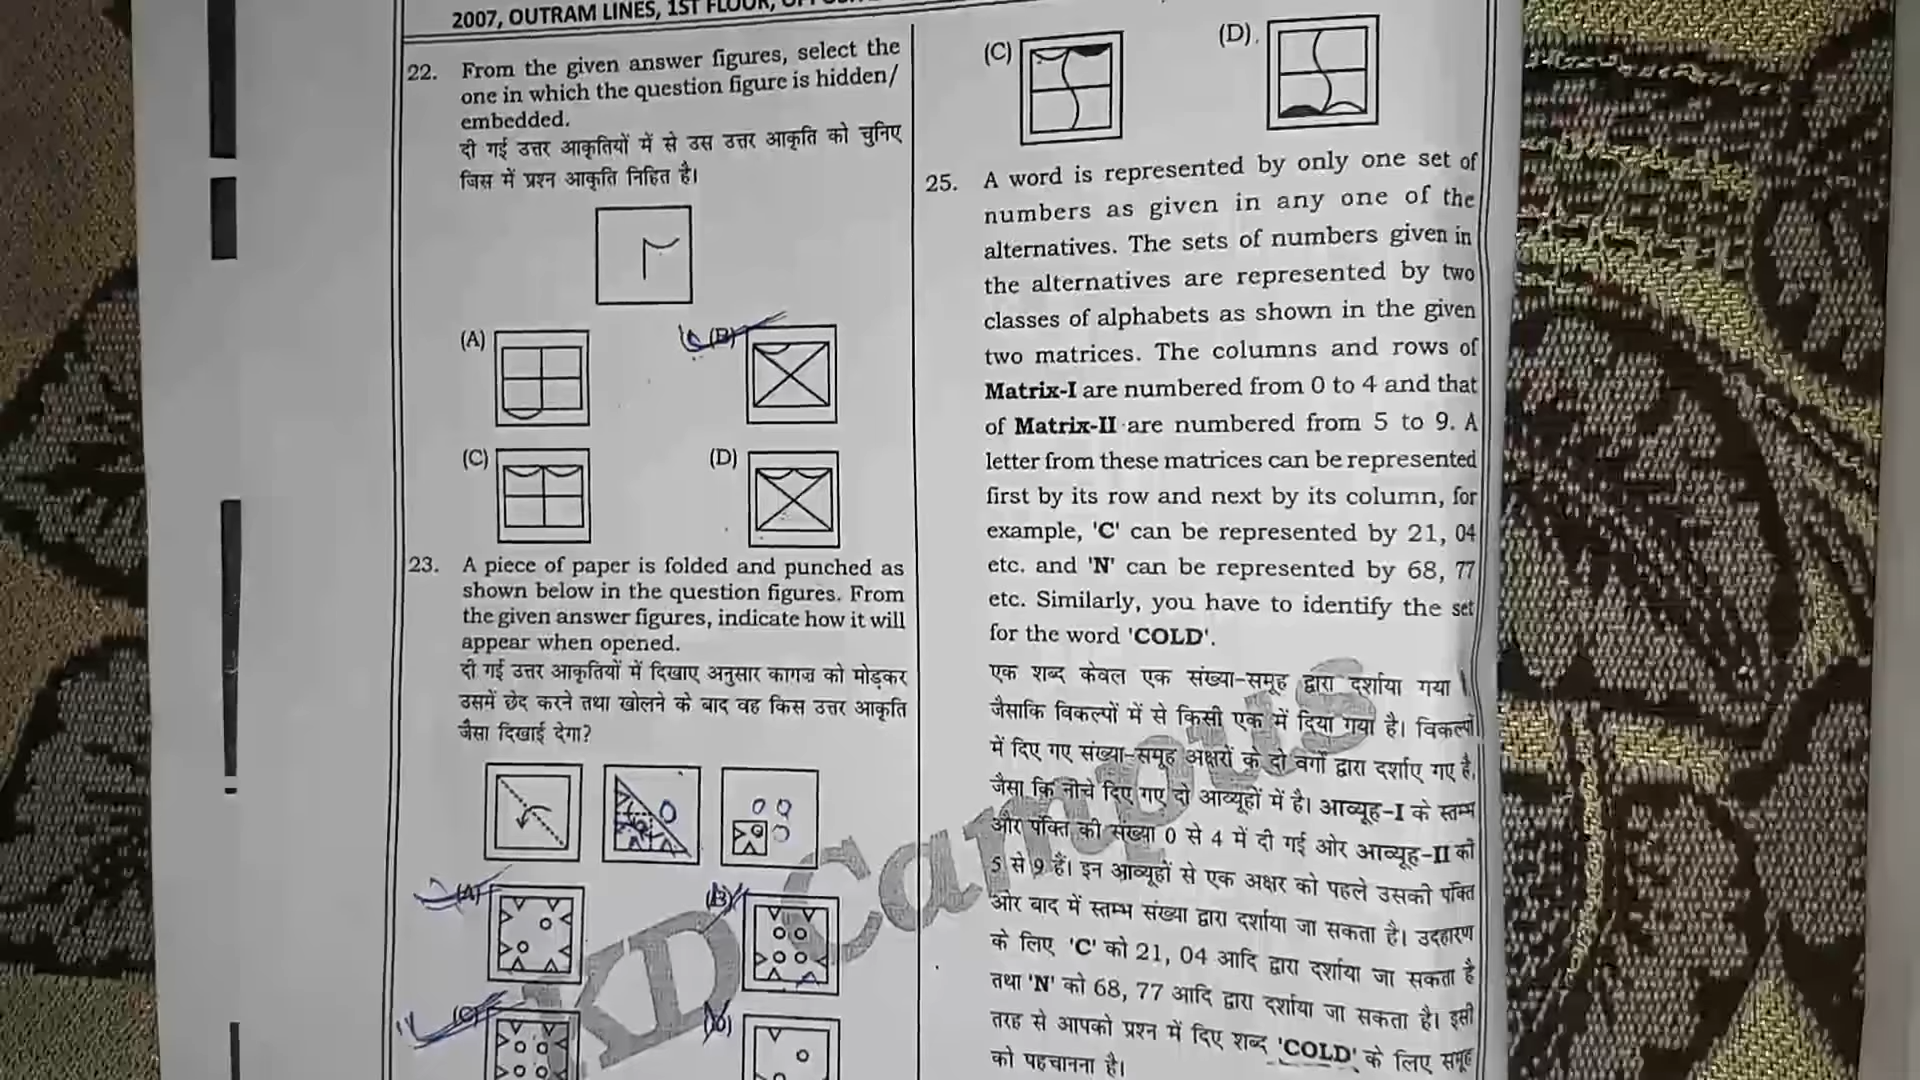 2007, OUTRAM LINES, 1ST FLOOR,
22. From the given answer figures, select the
one in which the question figure is hidden/
embedded.
दी गई उत्तर आकृतियों में से उस उत्तर आकृति को चुनिए
जिस में प्रश्न आकृति निहित है।
(A)
(B)
(C)
(D)
23. A piece of paper is folded and punched as
shown below in the question figures. From
the given answer figures, indicate how it will
appear when opened.
दी गई उत्तर आकृतियों में दिखाए अनुसार कागज को मोड़कर
उसमें छेद करने तथा खोलने के बाद वह किस उत्तर आकृति
जैसा दिखाई देगा?
(A)
(B)
(C)
(D)
(C)
(D).
25. A word is represented by only one set of
numbers as given in any one of the
alternatives. The sets of numbers given in
the alternatives are represented by two
classes of alphabets as shown in the given
two matrices. The columns and rows of
Matrix-I are numbered from 0 to 4 and that
of Matrix-II are numbered from 5 to 9. A
letter from these matrices can be represented
first by its row and next by its column, for
example, 'C' can be represented by 21, 04
etc. and 'N' can be represented by 68, 77
etc. Similarly, you have to identify the set
for the word 'COLD'.
एक शब्द केवल एक संख्या-समूह द्वारा दर्शाया गया
जैसाकि विकल्पों में से किसी एक में दिया गया है। विकल्पों
में दिए गए संख्या-समूह अक्षरों के दो वर्गों द्वारा दर्शाए गए है,
जैसा कि नीचे दिए गए दो आव्यूहों में है। आव्यूह-I के स्तम्भ
और पंक्ति की संख्या 0 से 4 में दी गई ओर आव्यूह-II की
5 से 9 हैं। इन आव्यूहों से एक अक्षर को पहले उसकी पंक्ति
ओर बाद में स्तम्भ संख्या द्वारा दर्शाया जा सकता है। उदहारण
के लिए 'C' को 21, 04 आदि द्वारा दर्शाया जा सकता है
तथा 'N' को 68, 77 आदि द्वारा दर्शाया जा सकता है। इसी
तरह से आपको प्रश्न में दिए शब्द 'COLD' के लिए समूह
को पहचानना है।
KD Campus